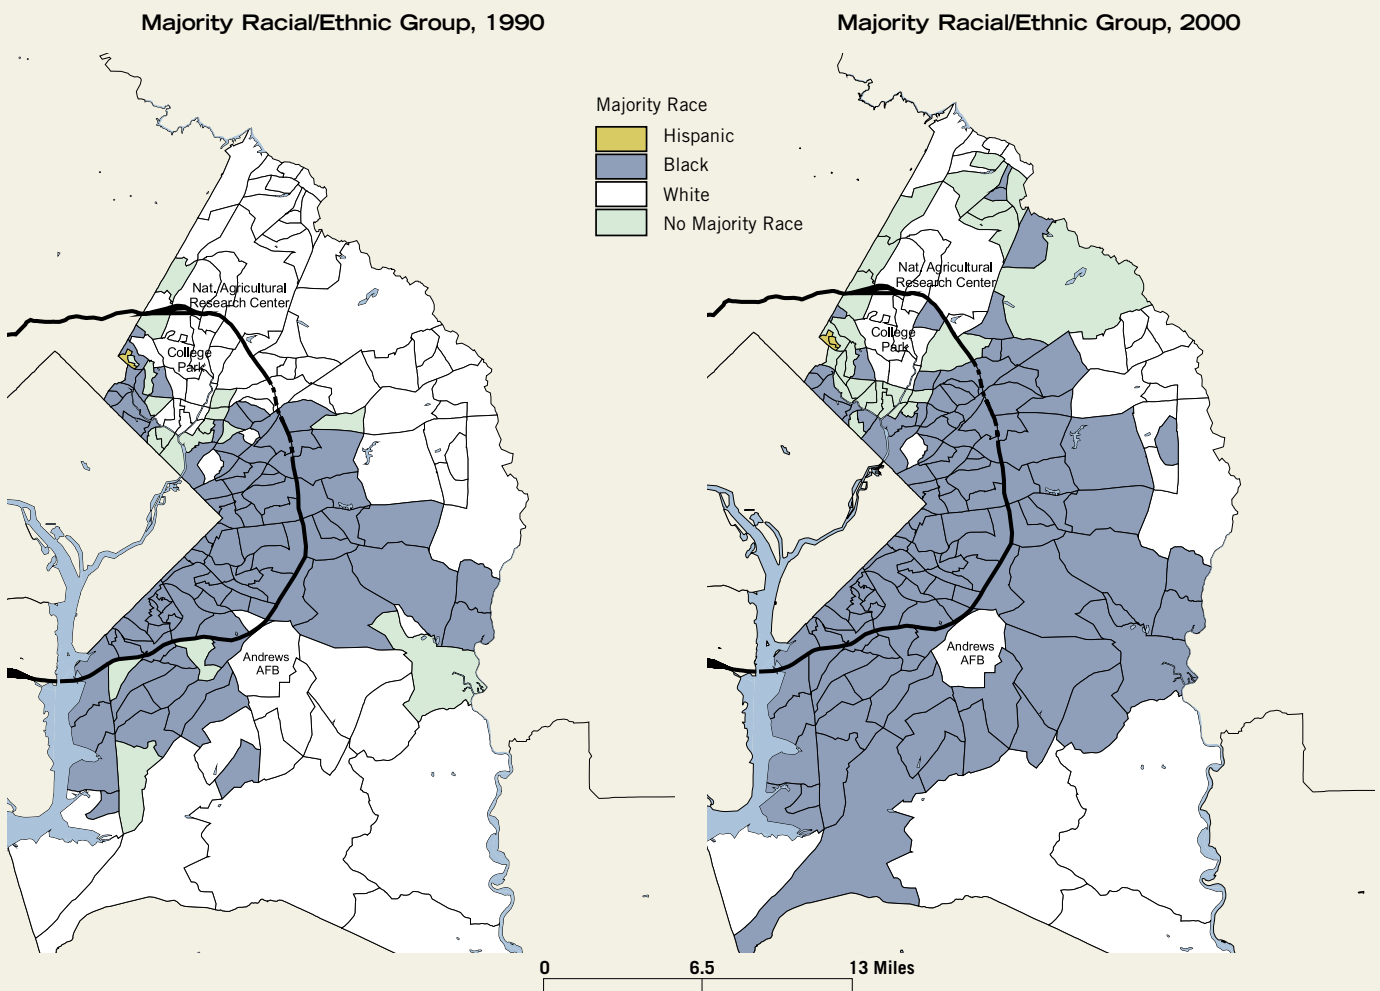 Majority Racial/Ethnic Group, 1990
Majority Racial/Ethnic Group, 2000
Majority Race
Hispanic
Black
White
No Majority Race
Nat. Agricultural
Research Center
College
Park
Andrews
AFB
Nat. Agricultural
Research Center
College
Park
Andrews
AFB
0 6.5 13 Miles